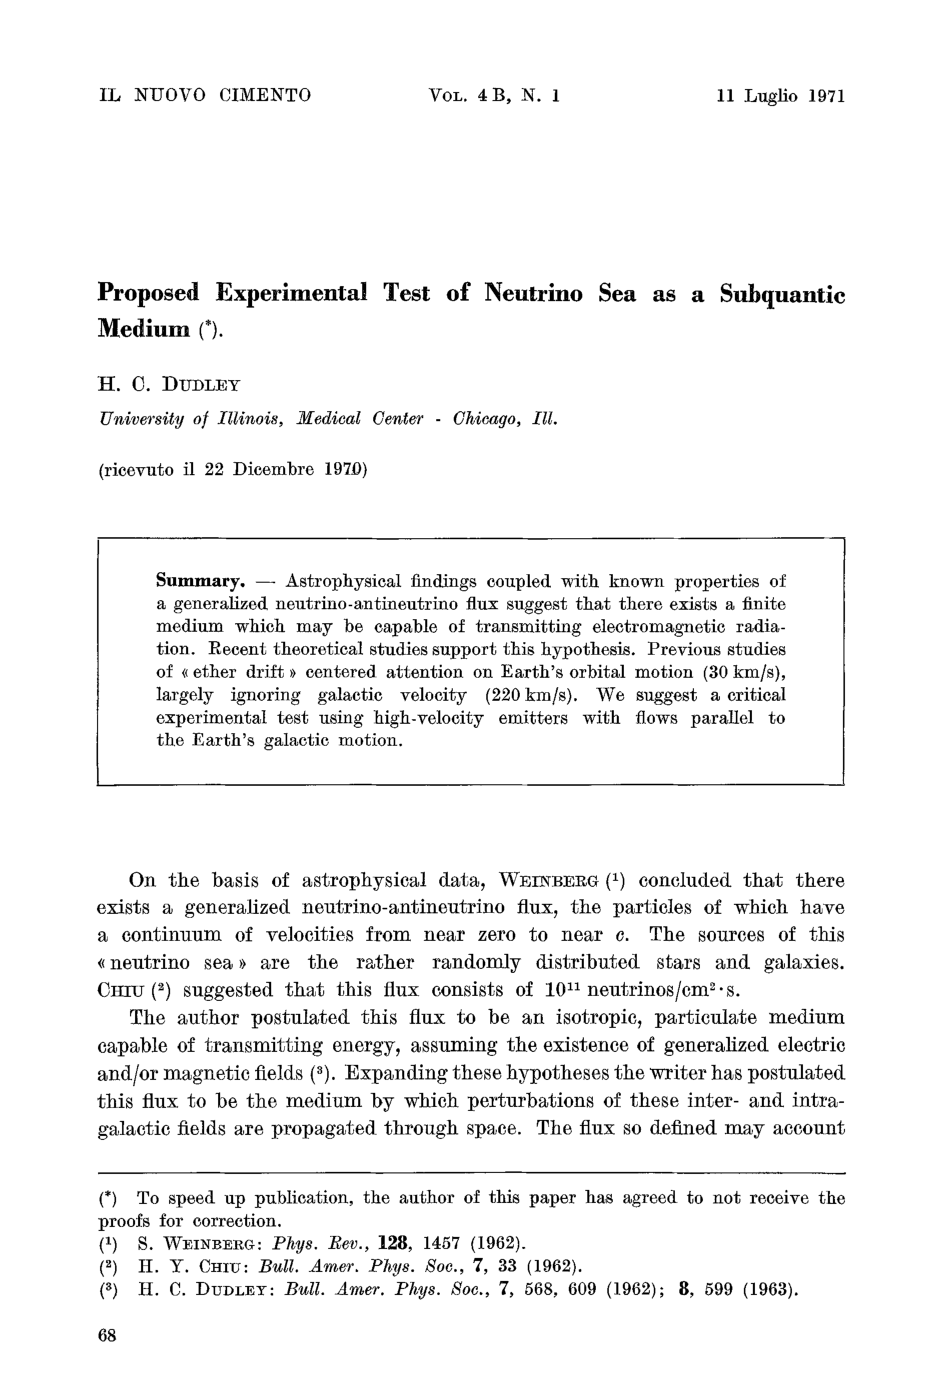 IL NUOVO CIMENTO VOL. 4 B, N. 1 11 Luglio 1971
Proposed Experimental Test of Neutrino Sea as a Subquantic
Medium (*).
H. C. DUDLEY
University of Illinois, Medical Center - Chicago, Ill.
(ricevuto il 22 Dicembre 1970)
Summary. — Astrophysical findings coupled with known properties of
a generalized neutrino-antineutrino flux suggest that there exists a finite
medium which may be capable of transmitting electromagnetic radia-
tion. Recent theoretical studies support this hypothesis. Previous studies
of « ether drift » centered attention on Earth's orbital motion (30 km/s),
largely ignoring galactic velocity (220 km/s). We suggest a critical
experimental test using high-velocity emitters with flows parallel to
the Earth's galactic motion.
On the basis of astrophysical data, WEINBERG (¹) concluded that there
exists a generalized neutrino-antineutrino flux, the particles of which have
a continuum of velocities from near zero to near c. The sources of this
« neutrino sea » are the rather randomly distributed stars and galaxies.
CHIU (²) suggested that this flux consists of 10¹¹ neutrinos/cm²·s.
The author postulated this flux to be an isotropic, particulate medium
capable of transmitting energy, assuming the existence of generalized electric
and/or magnetic fields (³). Expanding these hypotheses the writer has postulated
this flux to be the medium by which perturbations of these inter- and intra-
galactic fields are propagated through space. The flux so defined may account
(*) To speed up publication, the author of this paper has agreed to not receive the
proofs for correction.
(¹) S. WEINBERG: Phys. Rev., 128, 1457 (1962).
(²) H. Y. CHIU: Bull. Amer. Phys. Soc., 7, 33 (1962).
(³) H. C. DUDLEY: Bull. Amer. Phys. Soc., 7, 568, 609 (1962); 8, 599 (1963).
68